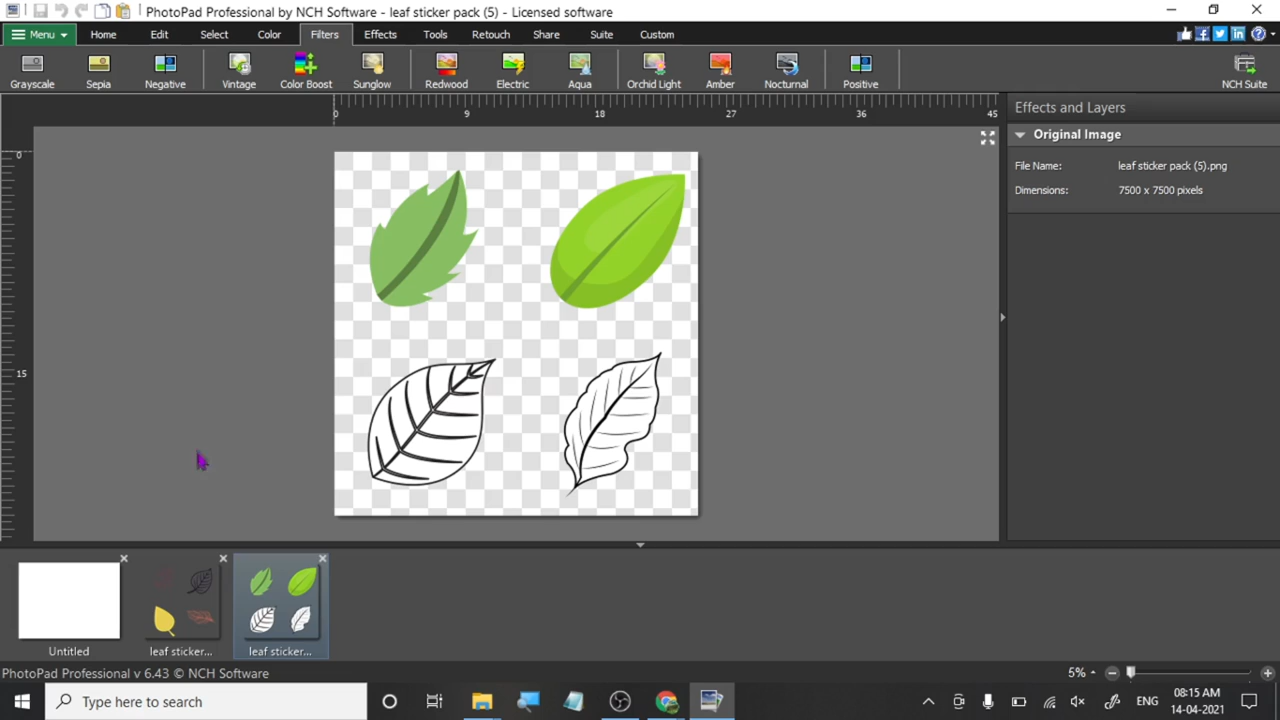 PhotoPad Professional by NCH Software - leaf sticker pack (5) - Licensed software
Menu Home Edit Select Color Filters Effects Tools Retouch Share Suite Custom
Grayscale Sepia Negative Vintage Color Boost Sunglow Redwood Electric Aqua Orchid Light Amber Nocturnal Positive NCH Suite
0 9 18 27 36 45
Effects and Layers
Original Image
File Name: leaf sticker pack (5).png
Dimensions: 7500 x 7500 pixels
0
15
Untitled leaf sticker... leaf sticker...
PhotoPad Professional v 6.43 © NCH Software 5%
Type here to search ENG 08:15 AM
14-04-2021